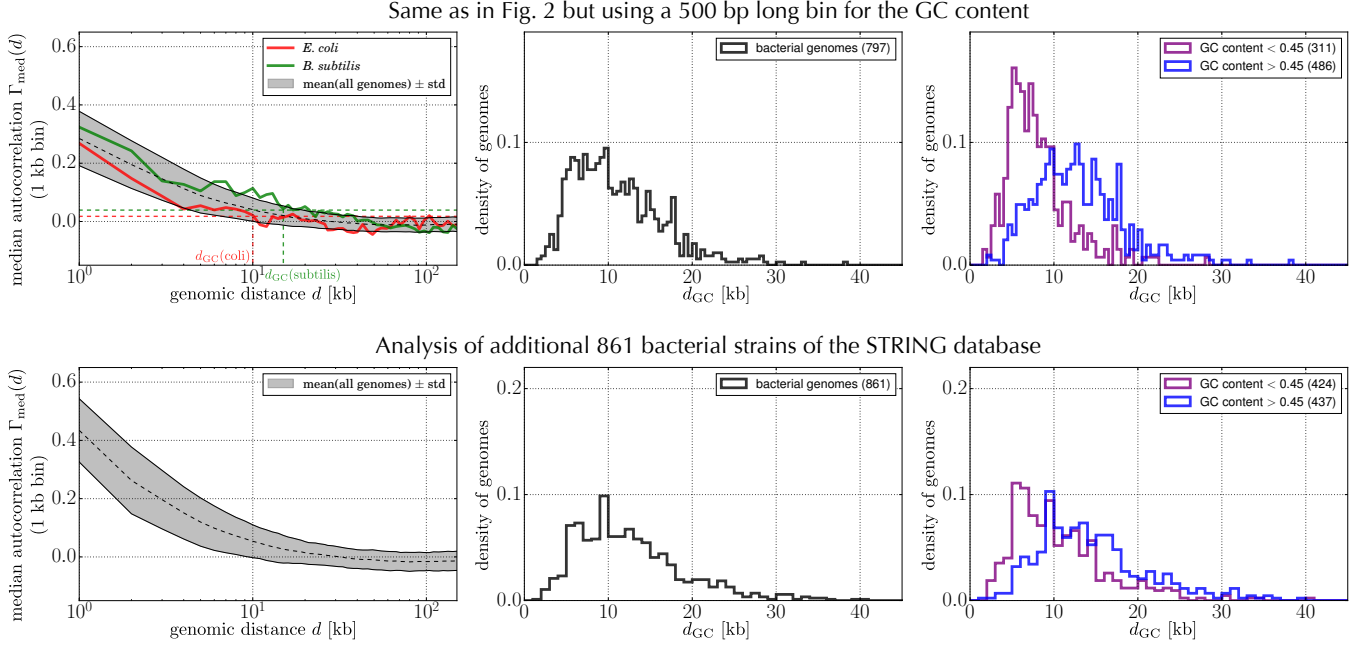 Same as in Fig. 2 but using a 500 bp long bin for the GC content
median autocorrelation Γmed(d)
(1 kb bin)
0.6
0.4
0.2
0.0
E. coli
B. subtilis
mean(all genomes) ± std
dGC(coli)
dGC(subtilis)
10^0
10^1
10^2
genomic distance d [kb]
density of genomes
0.1
0.0
bacterial genomes (797)
0
10
20
30
40
dGC [kb]
density of genomes
0.1
0.0
GC content < 0.45 (311)
GC content > 0.45 (486)
0
10
20
30
40
dGC [kb]
Analysis of additional 861 bacterial strains of the STRING database
median autocorrelation Γmed(d)
(1 kb bin)
0.6
0.4
0.2
0.0
mean(all genomes) ± std
10^0
10^1
10^2
genomic distance d [kb]
density of genomes
0.2
0.1
0.0
bacterial genomes (861)
0
10
20
30
40
dGC [kb]
density of genomes
0.2
0.1
0.0
GC content < 0.45 (424)
GC content > 0.45 (437)
0
10
20
30
40
dGC [kb]